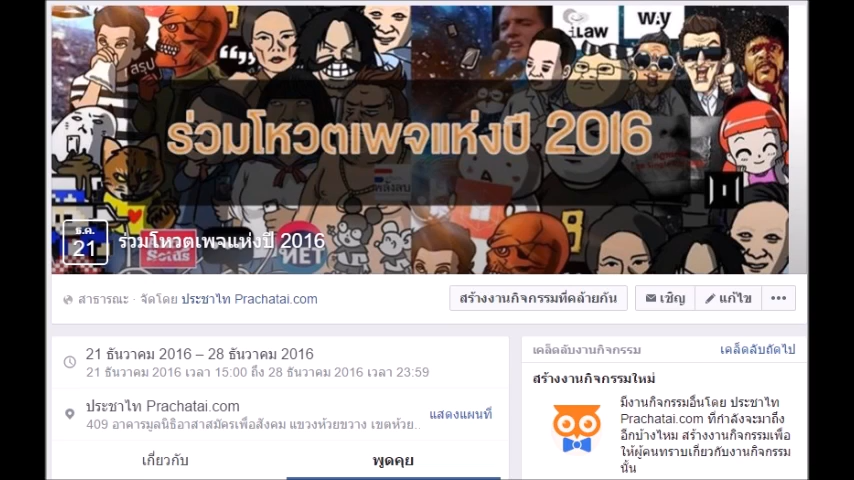 สรุป
iLaw
w:y
ร่วมโหวตเพจแห่งปี 2016
พลังลบ
ธ.ค.
21
ร่วมโหวตเพจแห่งปี 2016
Sotds
NET
สาธารณะ · จัดโดย ประชาไท Prachatai.com
สร้างงานกิจกรรมที่คล้ายกัน
เชิญ
แก้ไข
21 ธันวาคม 2016 – 28 ธันวาคม 2016
21 ธันวาคม 2016 เวลา 15:00 ถึง 28 ธันวาคม 2016 เวลา 23:59
ประชาไท Prachatai.com
แสดงแผนที่
409 อาคารมูลนิธิอาสาสมัครเพื่อสังคม แขวงห้วยขวาง เขตห้วย..
เกี่ยวกับ
พูดคุย
เคล็ดลับงานกิจกรรม
เคล็ดลับถัดไป
สร้างงานกิจกรรมใหม่
มีงานกิจกรรมอื่นโดย ประชาไท
Prachatai.com ที่กำลังจะมาถึง
อีกบ้างไหม สร้างงานกิจกรรมเพื่อ
ให้ผู้คนทราบเกี่ยวกับงานกิจกรรม
นั้น